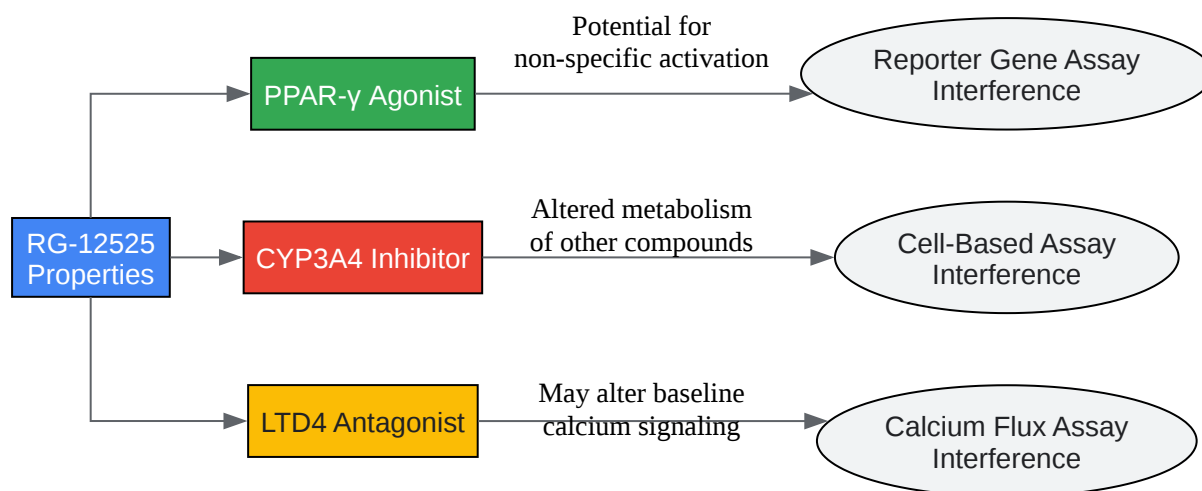 Potential for
non-specific activation
PPAR-γ Agonist
Reporter Gene Assay
Interference
RG-12525
Properties
CYP3A4 Inhibitor
Altered metabolism
of other compounds
Cell-Based Assay
Interference
LTD4 Antagonist
May alter baseline
calcium signaling
Calcium Flux Assay
Interference